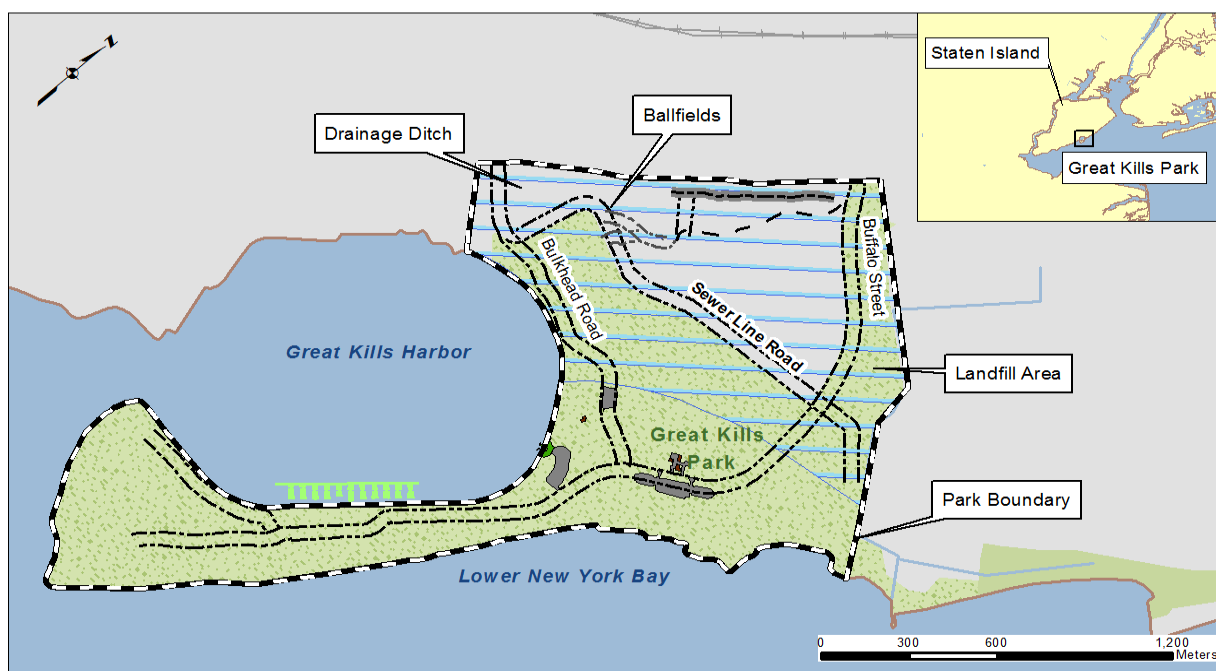 N
Staten Island
Great Kills Park
Ballfields
Drainage Ditch
Buffalo Street
Bulkhead Road
Sewer Line Road
Great Kills Harbor
Landfill Area
Great Kills
Park
Park Boundary
Lower New York Bay
0 300 600 1,200
Meters